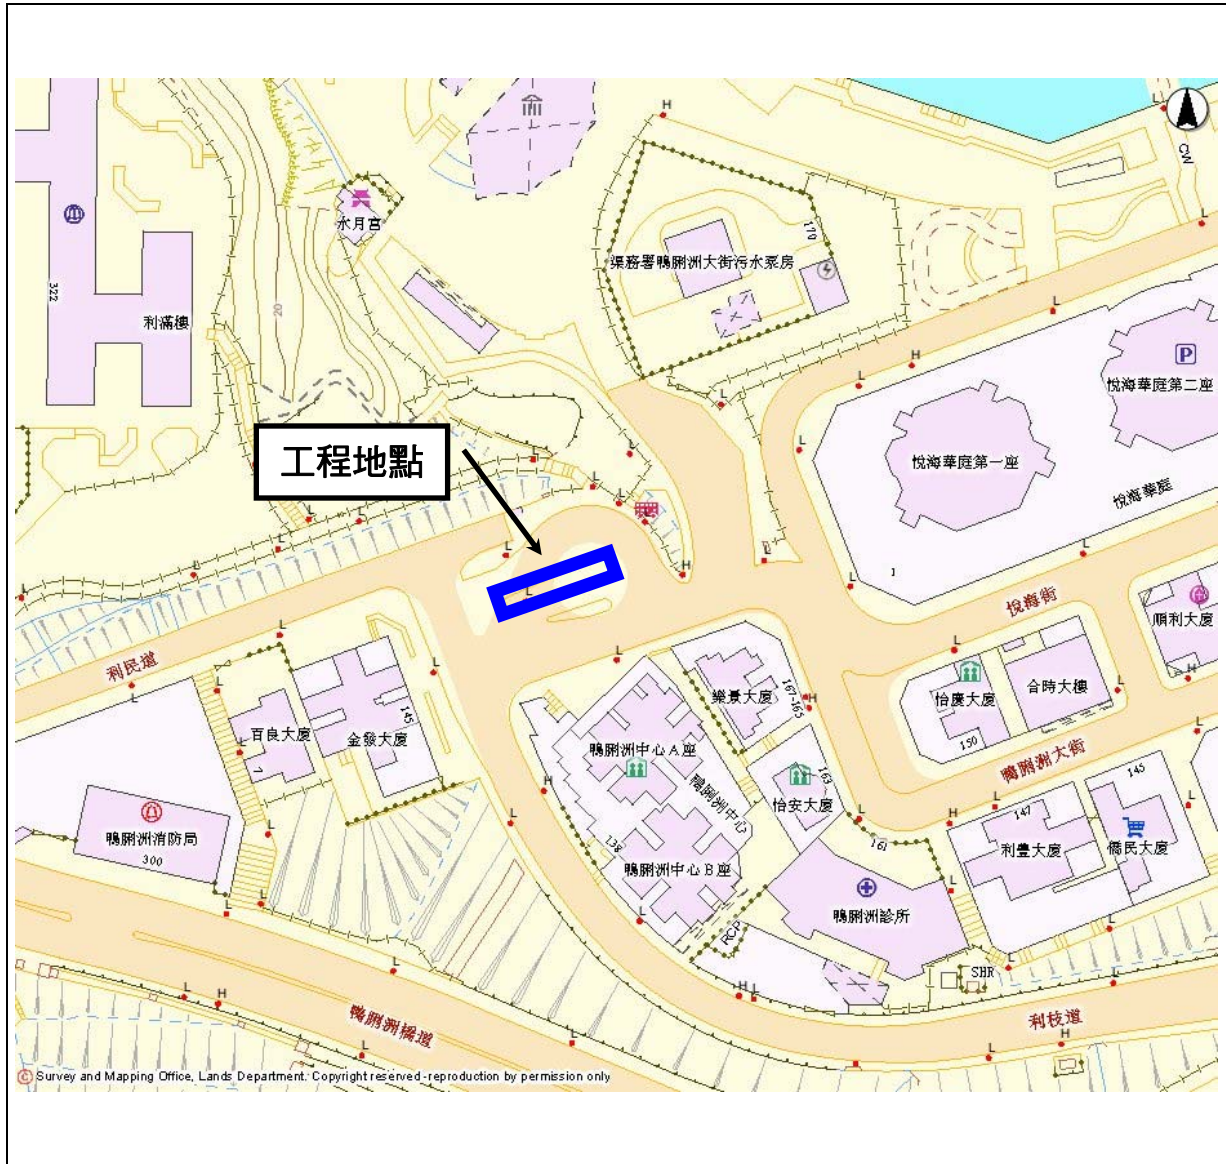 CW
水月宮
322
利滿樓
20
170
渠務署鴨脷洲大街污水泵房
P
悅海華庭第二座
悅海華庭第一座
悅海華庭
工程地點
悅海街
順利大廈
利民道
百良大廈
7
金發大廈
145
鴨脷洲中心 A 座
樂景大廈
167-165
怡慶大廈
150
合時大樓
鴨脷洲大街
鴨脷洲中心
怡安大廈
163
鴨脷洲消防局
300
138
鴨脷洲中心 B 座
161
鴨脷洲診所
147
利豐大廈
145
僑民大廈
RCP
SHR
鴨脷洲橋道
利枝道
© Survey and Mapping Office, Lands Department. Copyright reserved - reproduction by permission only